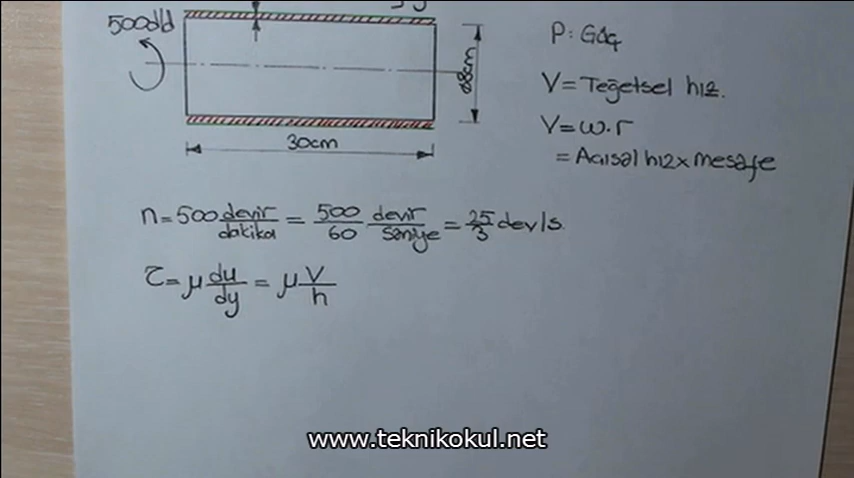 500d/d
28cm
30cm
P: Güç
V = Teğetsel hız.
V = w.r
= Açısal hız x mesafe
n = 500 devir/dakika = 500/60 devir/saniye = 25/3 dev/s.
τ = μ du/dy = μ V/h
www.teknikokul.net